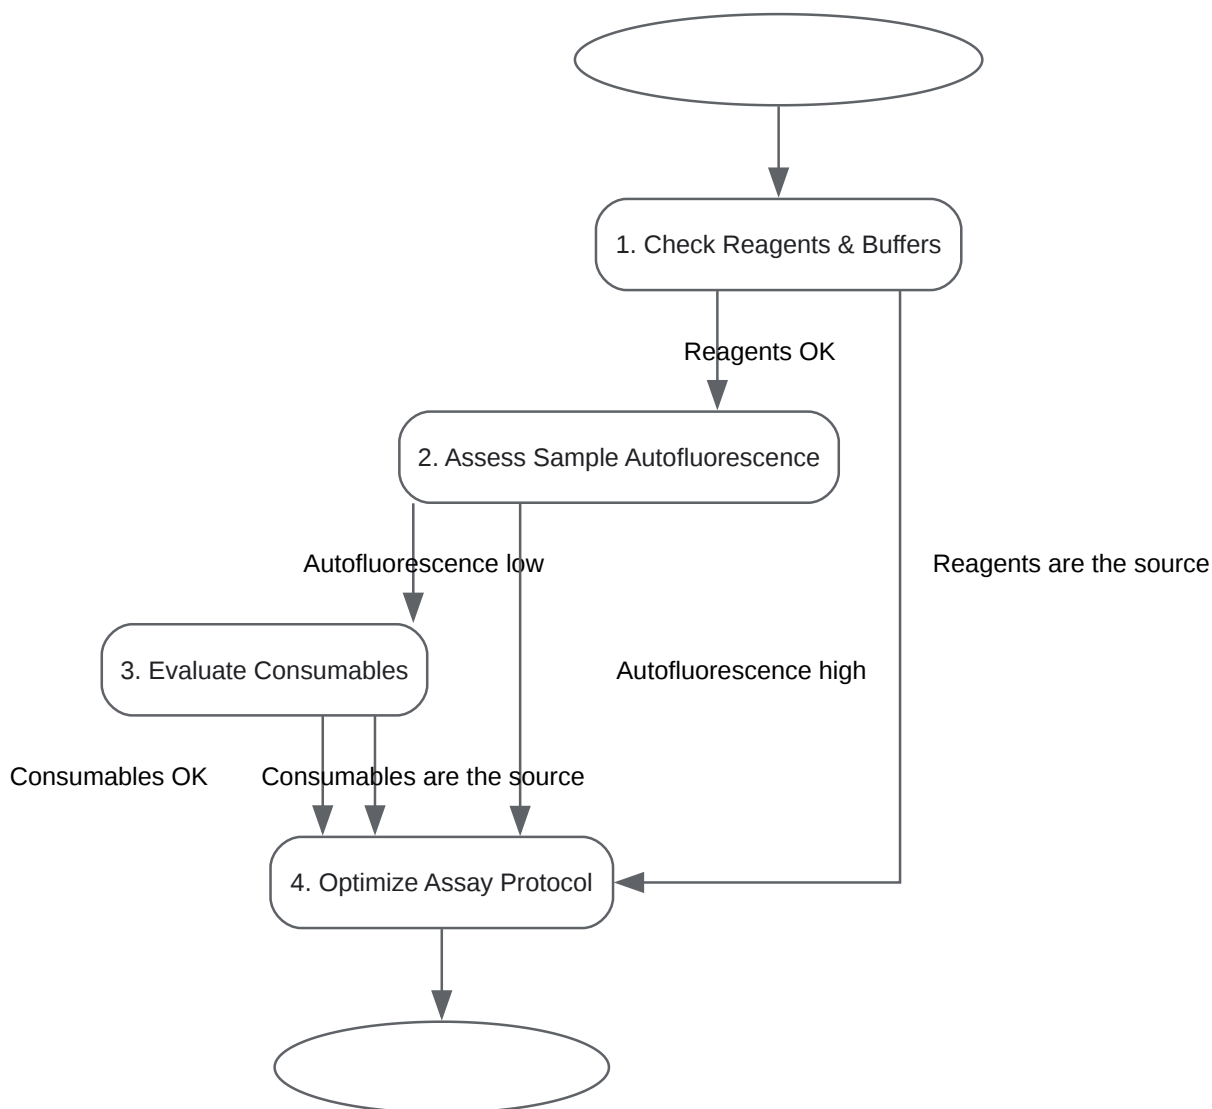 1. Check Reagents & Buffers
Reagents OK
2. Assess Sample Autofluorescence
Autofluorescence low
Reagents are the source
3. Evaluate Consumables
Autofluorescence high
Consumables OK
Consumables are the source
4. Optimize Assay Protocol